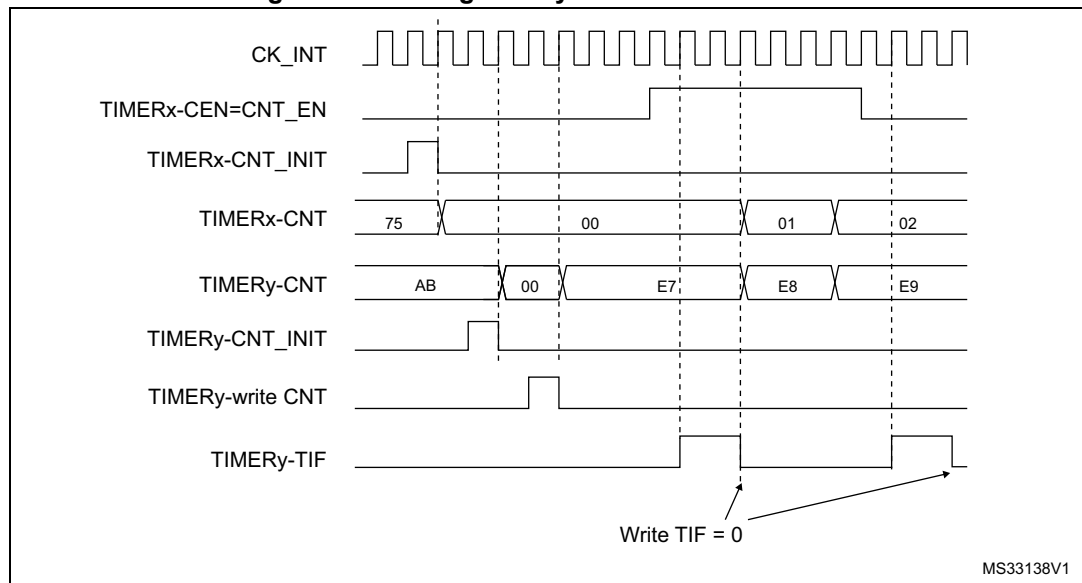 CK_INT
TIMERx-CEN=CNT_EN
TIMERx-CNT_INIT
TIMERx-CNT 75 00 01 02
TIMERy-CNT AB 00 E7 E8 E9
TIMERy-CNT_INIT
TIMERy-write CNT
TIMERy-TIF
Write TIF = 0
MS33138V1